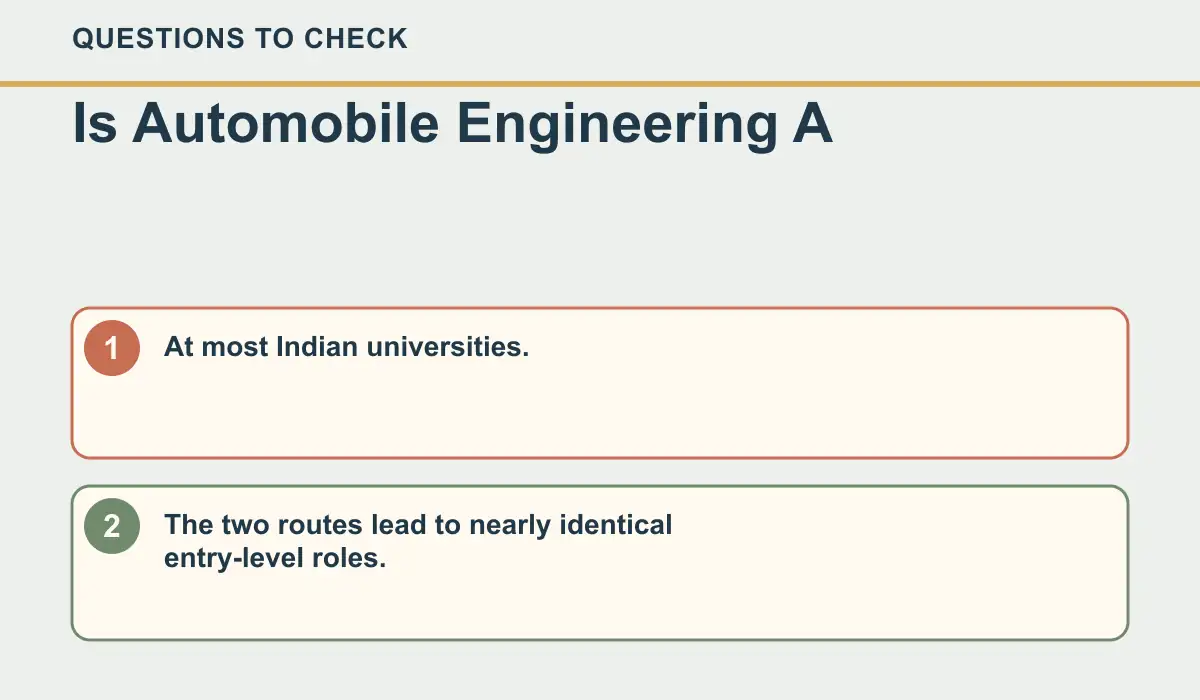 QUESTIONS TO CHECK
Is Automobile Engineering A
1
At most Indian universities.
2
The two routes lead to nearly identical
entry-level roles.